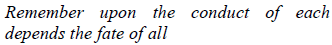 Remember upon the conduct of each
depends the fate of all